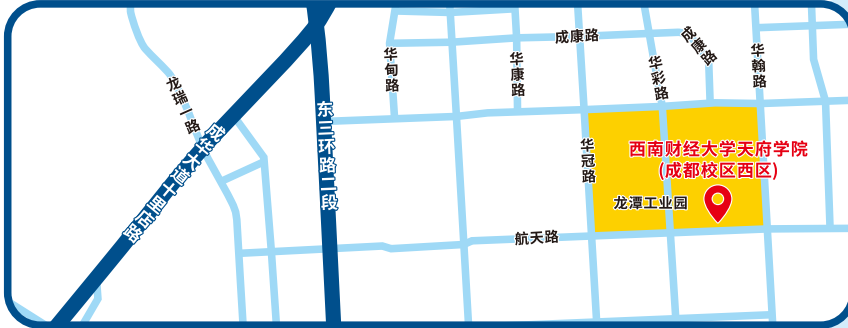 成康路
成康路
华甸路
华康路
华彩路
华翰路
龙瑞一路
成华大道十里店路
东三环路二段
华冠路
西南财经大学天府学院
(成都校区西区)
龙潭工业园
航天路